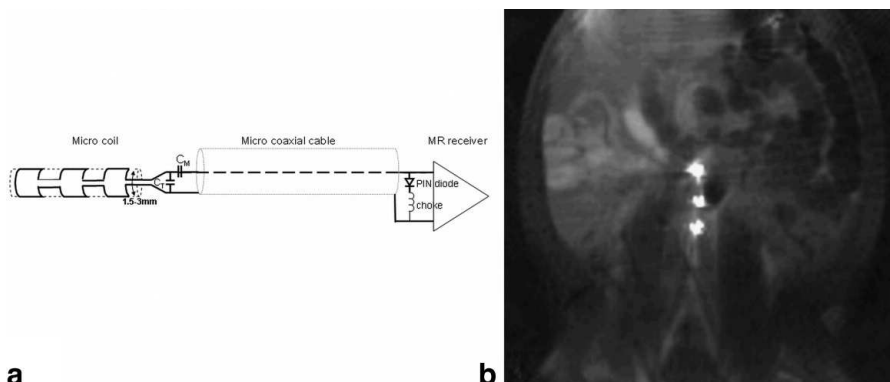 Micro coil
Micro coaxial cable
MR receiver
CM
CT
1.5-3mm
PIN diode
choke
a
b